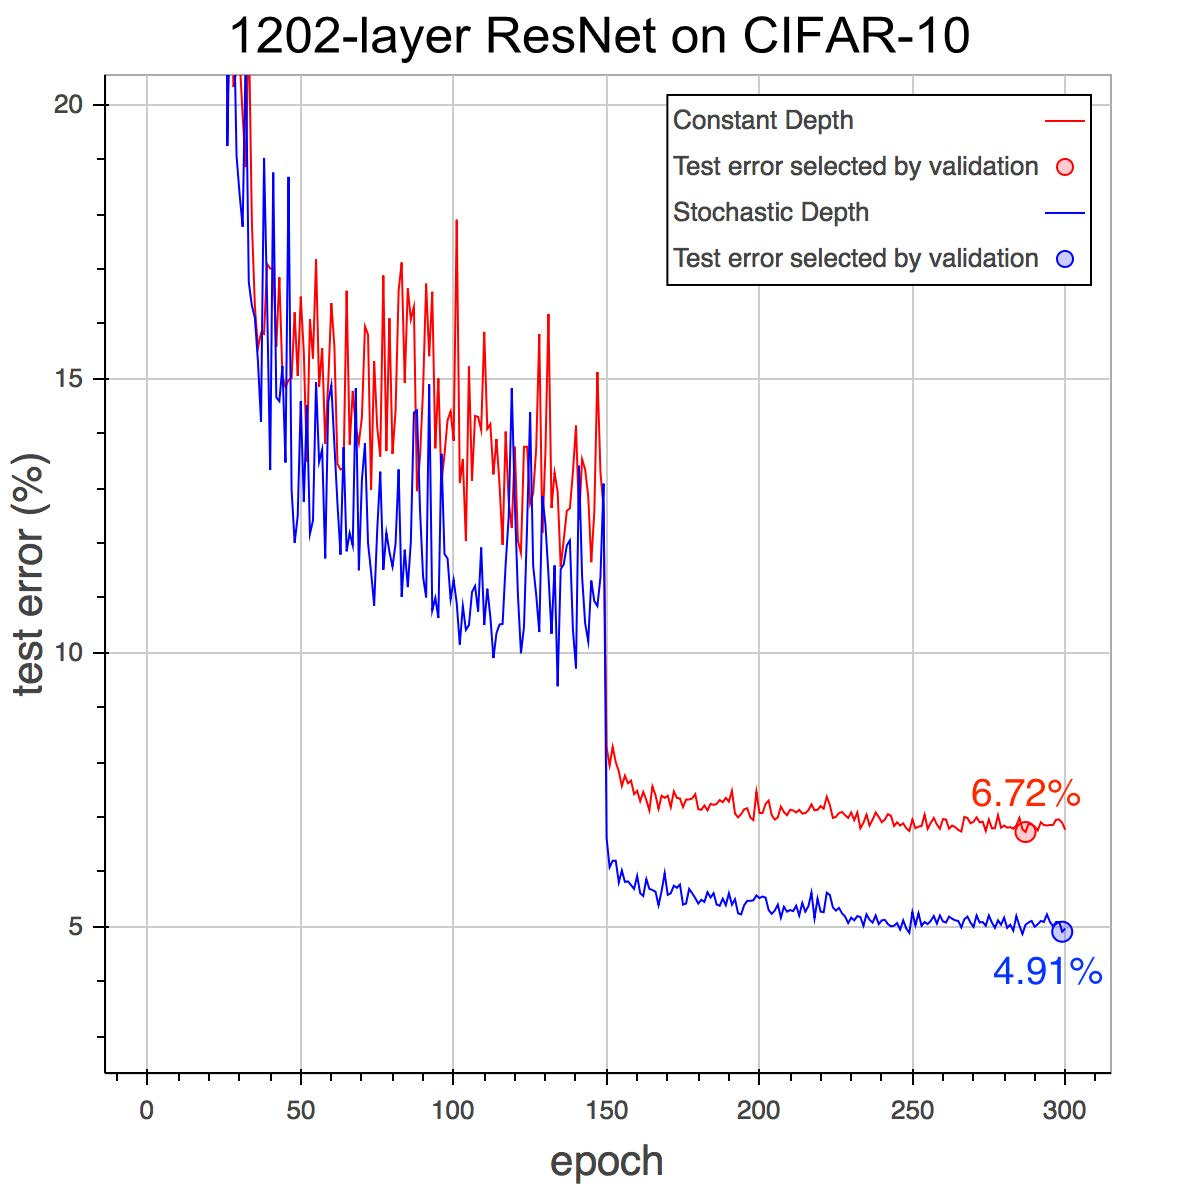 1202-layer ResNet on CIFAR-10
20
15
10
5
test error (%)
Constant Depth
Test error selected by validation
Stochastic Depth
Test error selected by validation
6.72%
4.91%
0 50 100 150 200 250 300
epoch